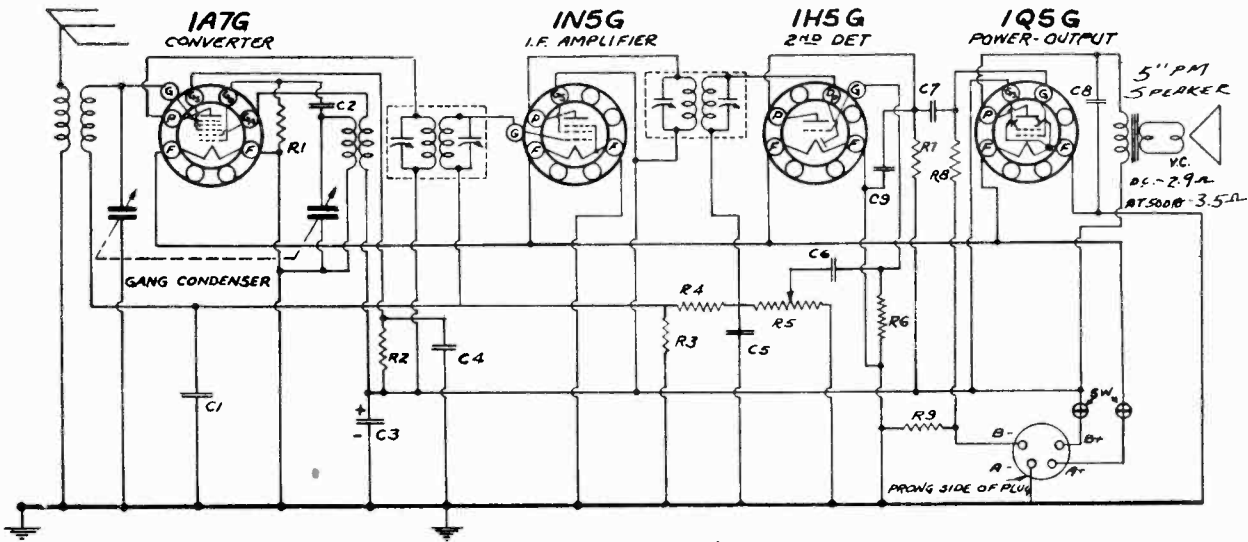 1A7G
CONVERTER
1N5G
I.F. AMPLIFIER
1H5G
2ND DET
1Q5G
POWER-OUTPUT
5" PM
SPEAKER
G
P
F
F
R1
C2
G
P
F
F
G
P
F
F
C7
C9
R7
R8
G
P
F
F
C8
V.C.
D.C.-2.9Ω
AT 500~-3.5Ω
GANG CONDENSER
C6
R4
R5
R6
R3
C5
R2
C4
C1
+
-
C3
R9
SW.
B-
B+
A-
A+
PRONG SIDE OF PLUG